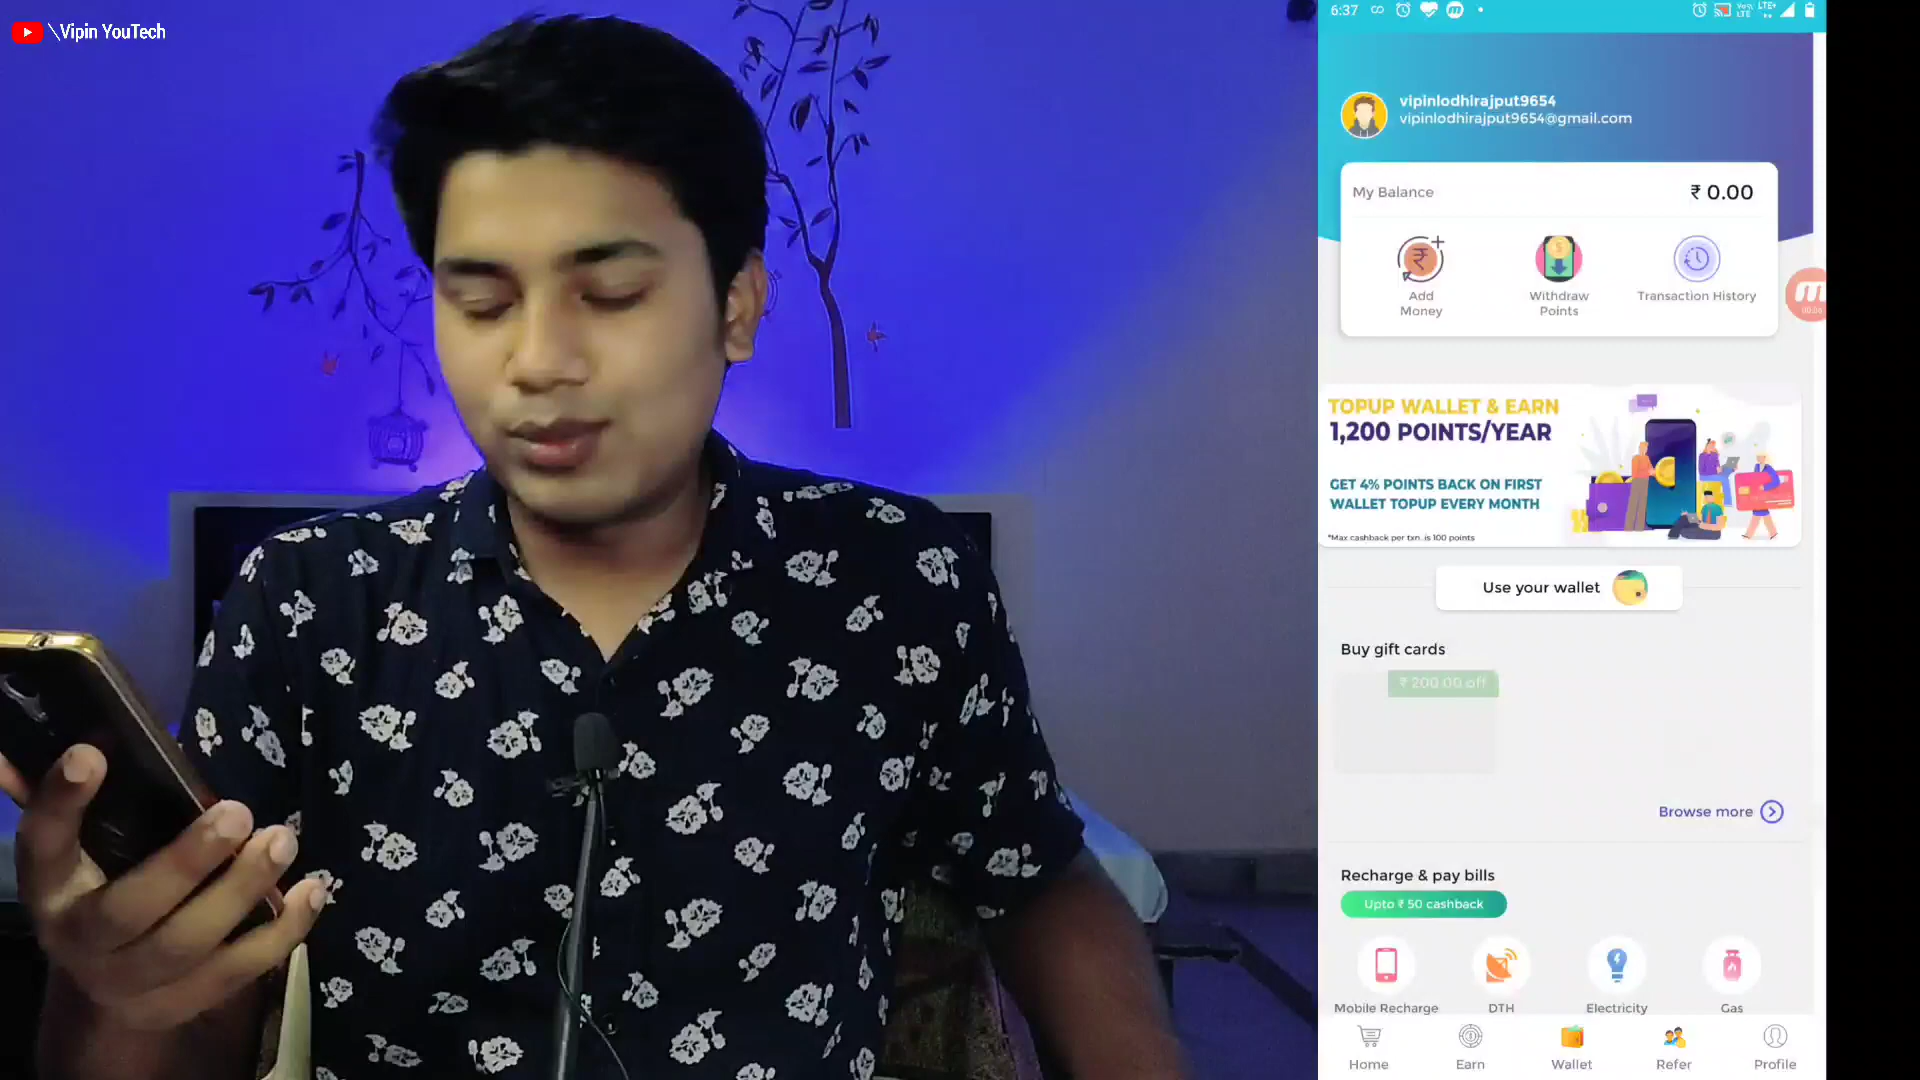 \Vipin YouTech
6:37
vipinlodhirajput9654
vipinlodhirajput9654@gmail.com
My Balance
₹ 0.00
Add Money
Withdraw Points
Transaction History
TOPUP WALLET & EARN
1,200 POINTS/YEAR
GET 4% POINTS BACK ON FIRST
WALLET TOPUP EVERY MONTH
*Max cashback per txn. is 100 points
Use your wallet
Buy gift cards
₹ 200.00 off
Browse more
Recharge & pay bills
Upto ₹ 50 cashback
Mobile Recharge
DTH
Electricity
Gas
Home
Earn
Wallet
Refer
Profile